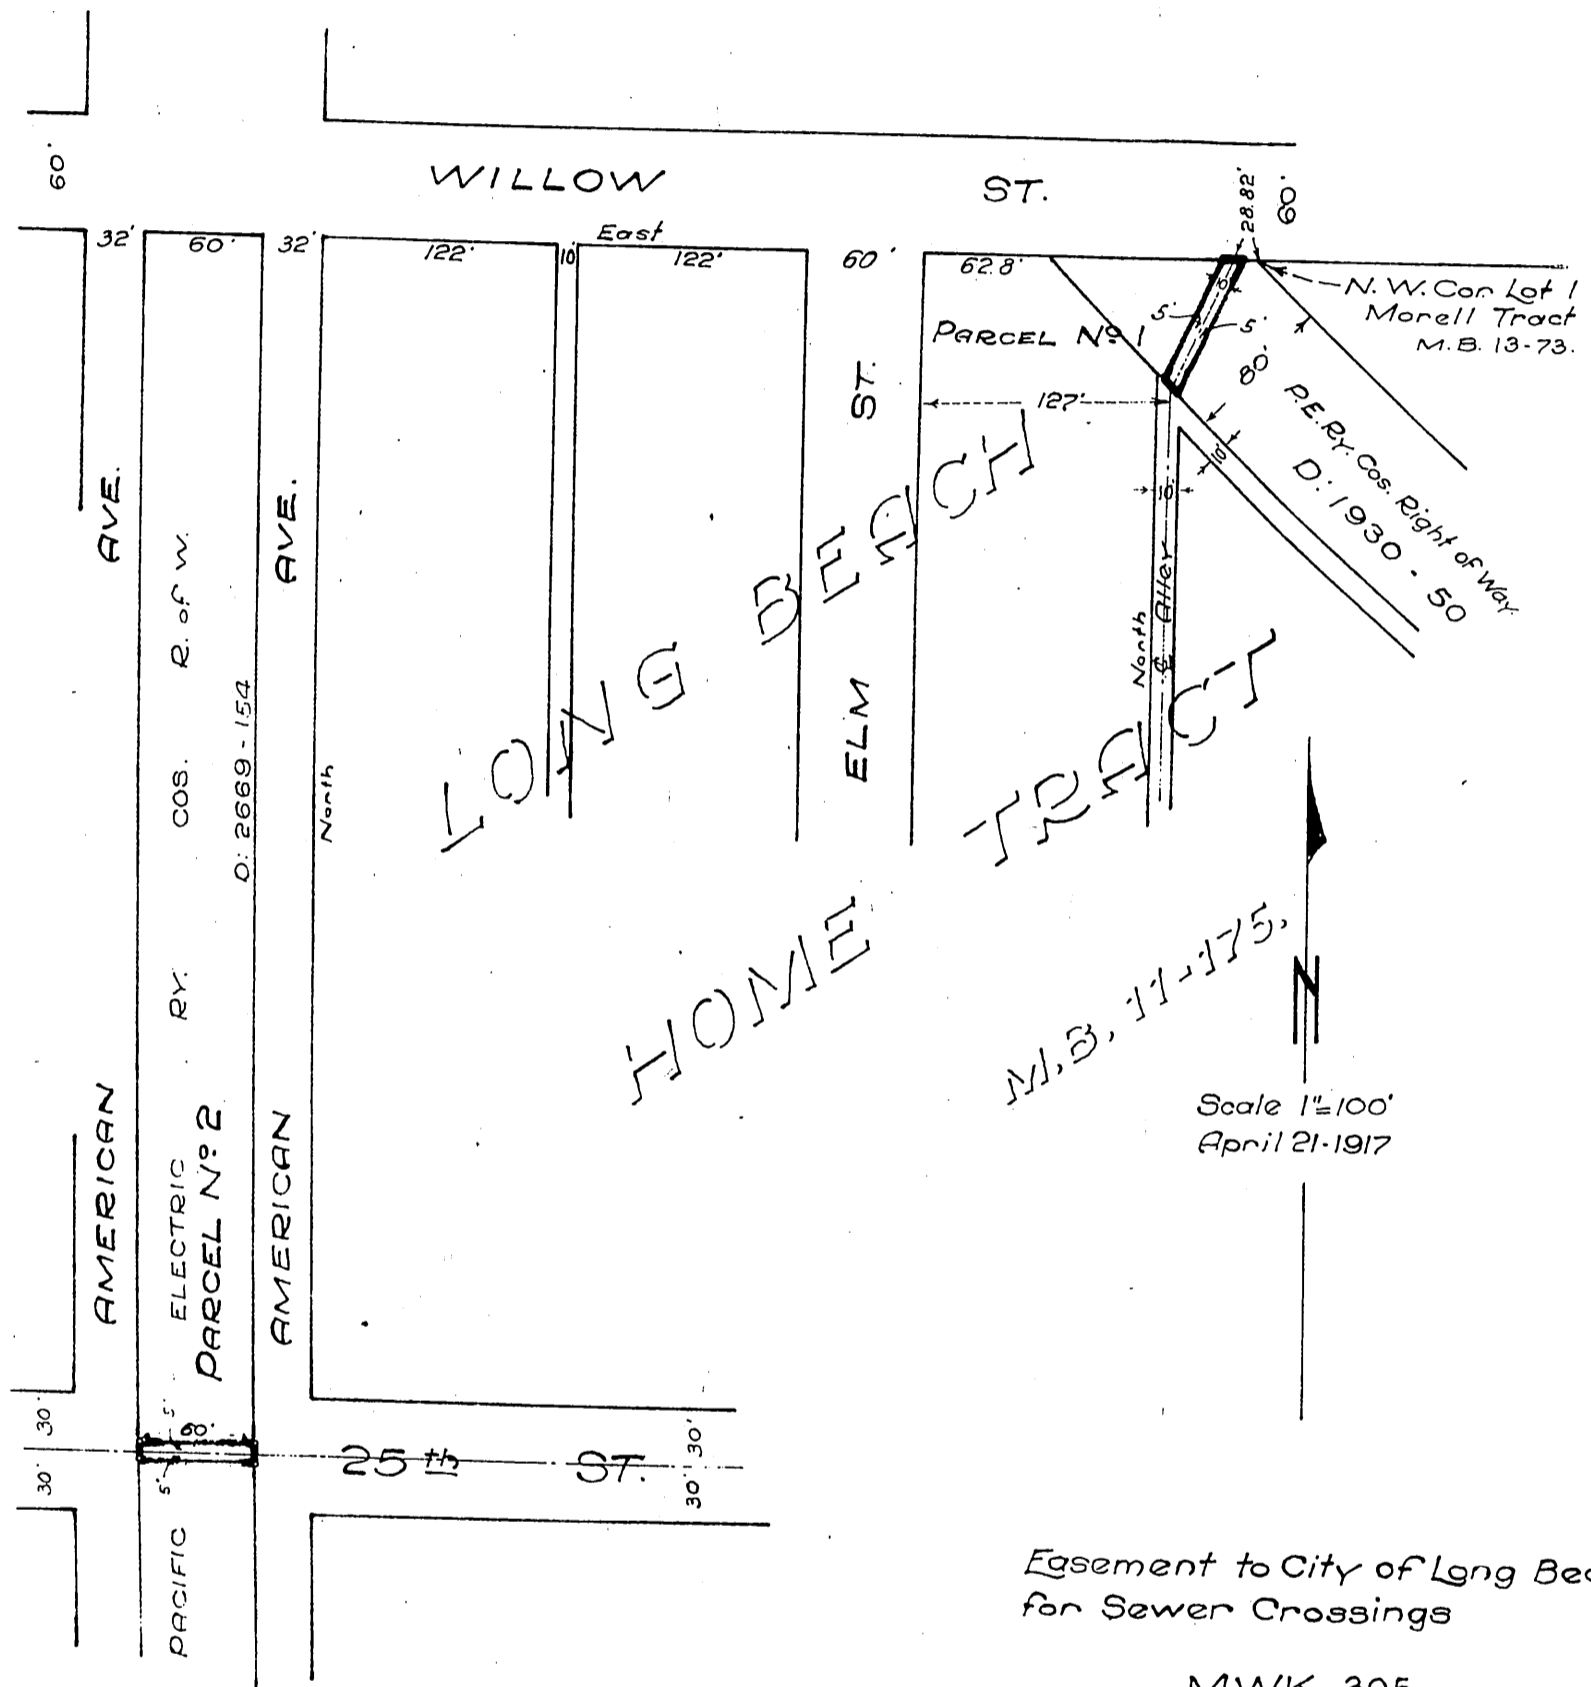 60'
WILLOW ST.
28.82'
60'
32'
60'
32'
122'
10'
East
122'
60'
62.8'
N.W. Cor. Lot 1
Morell Tract
M.B. 13-73.
PARCEL Nº 1
10'
5'
5'
80'
127'
10'
10'
P.E.Ry. Cos. Right of Way.
D: 1930 - 50
North
℄ Alley
ELM ST.
AMERICAN AVE.
PACIFIC ELECTRIC RY. COS. R. of W.
D: 2669-154
PARCEL Nº 2
AMERICAN AVE.
North
LONG BEACH
HOME TRACT
M.B. 11-175.
N
Scale 1"=100'
April 21-1917
30'
30'
5'
60'
5'
25th ST.
30'
30'
Easement to City of Long Bea
for Sewer Crossings
MWK 305